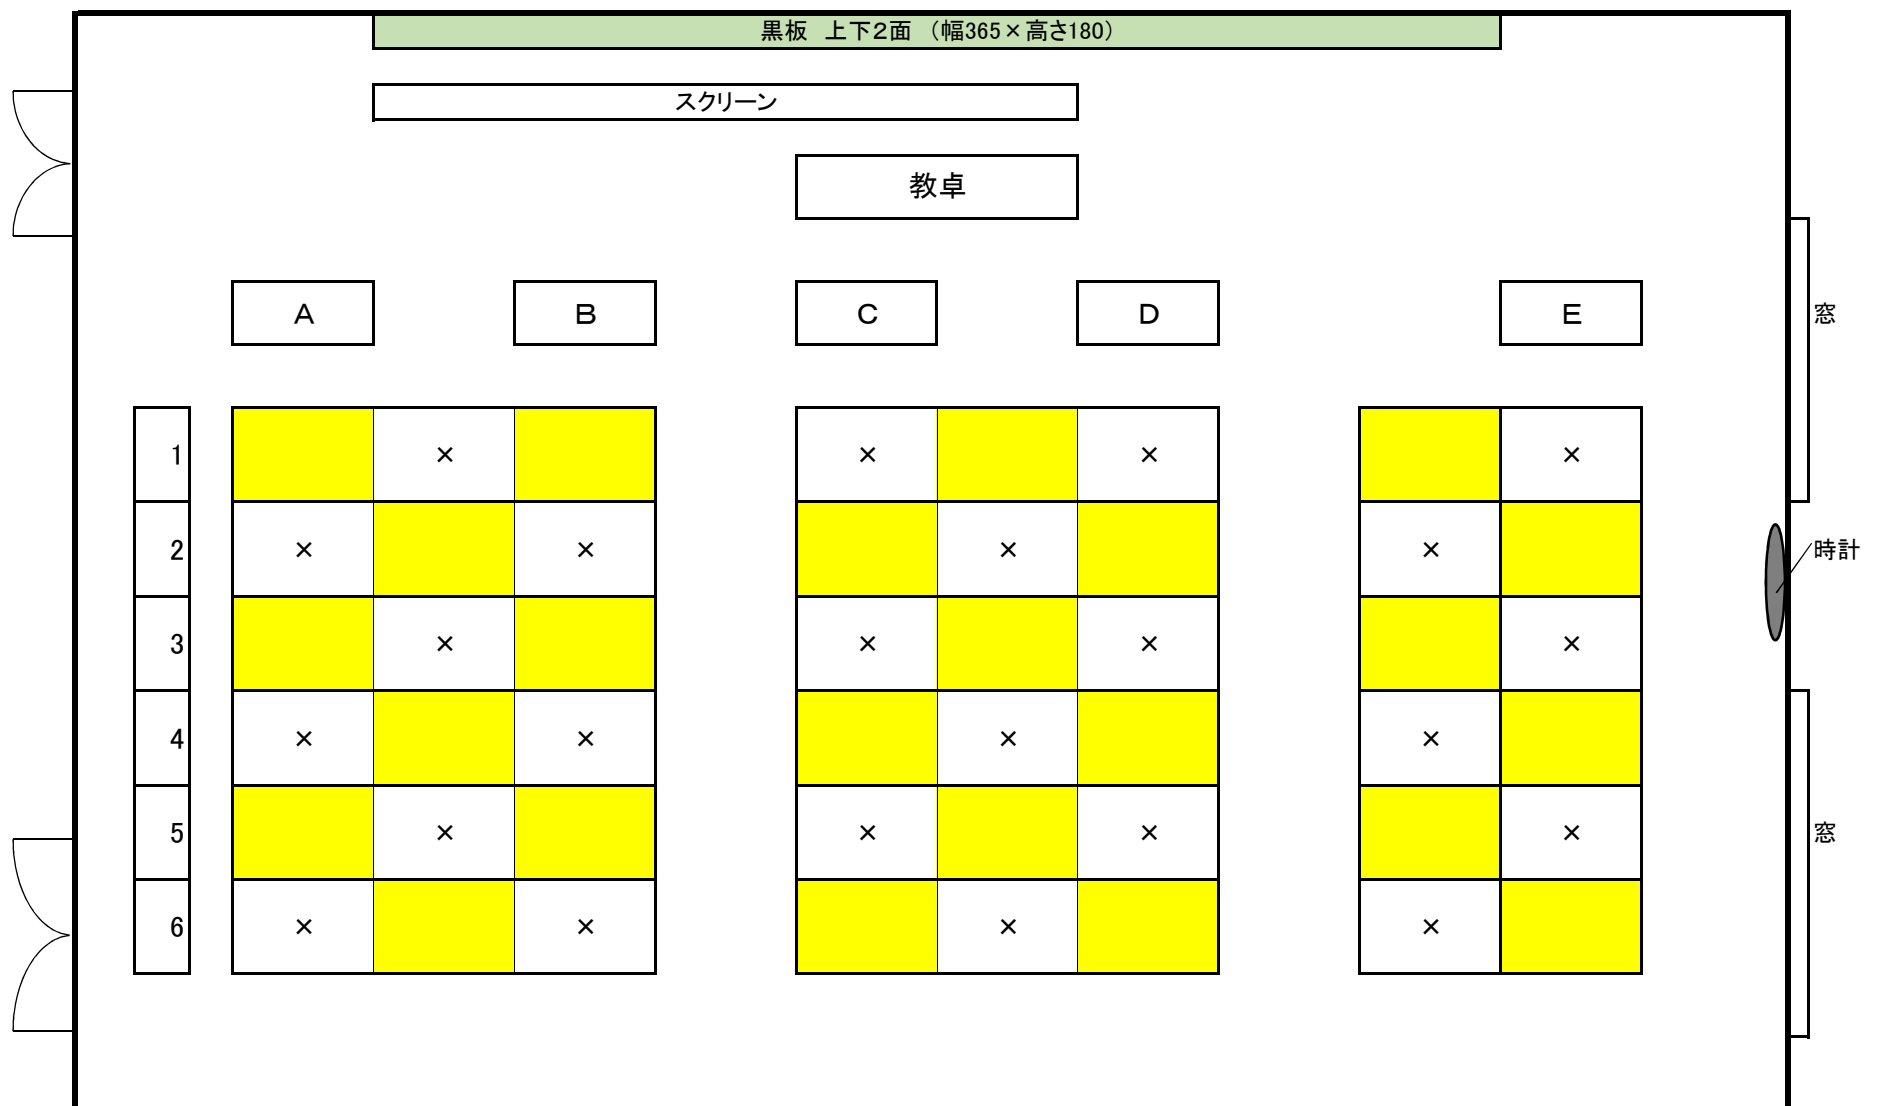 黒板　上下２面　（幅365×高さ180）
スクリーン
教卓
A B C D E
窓
1 × × × ×
2 × × × × 時計
3 × × × ×
4 × × × ×
5 × × × × 窓
6 × × × ×